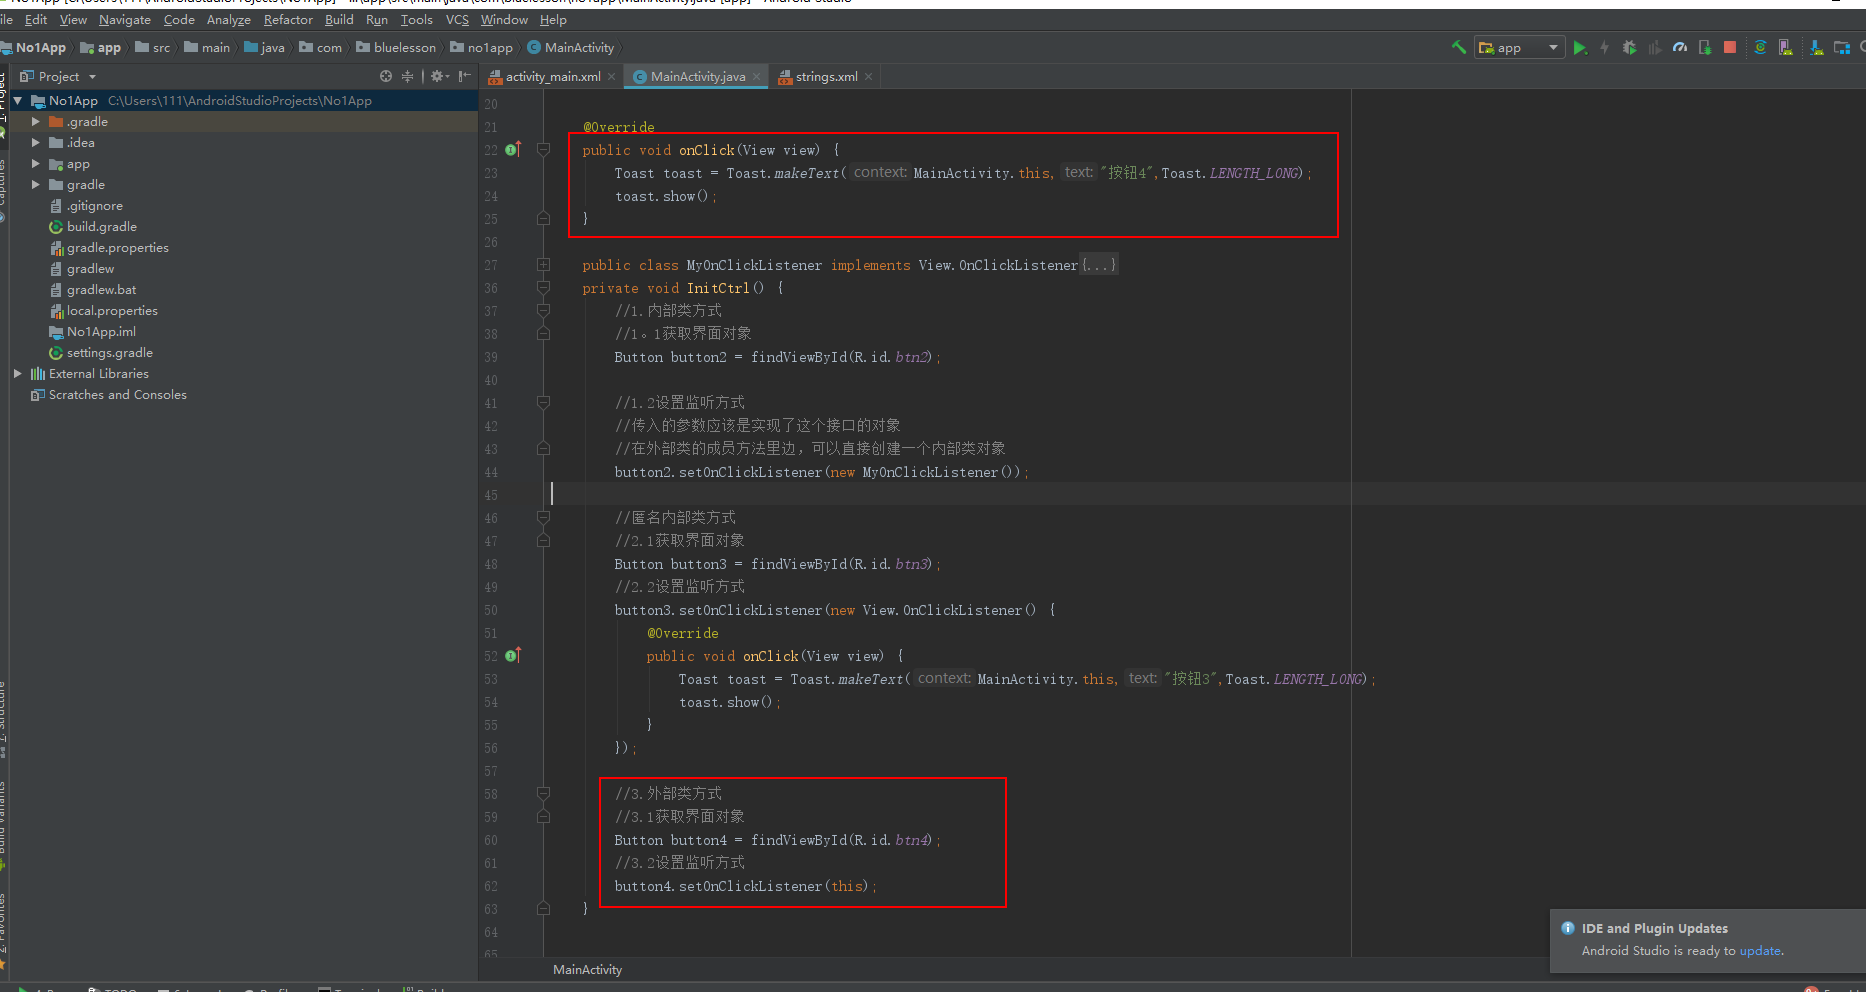 File Edit View Navigate Code Analyze Refactor Build Run Tools VCS Window Help
No1App app src main java com bluelesson no1app MainActivity
app
Project
activity_main.xml MainActivity.java strings.xml
No1App C:\Users\111\AndroidStudioProjects\No1App
.gradle
.idea
app
gradle
.gitignore
build.gradle
gradle.properties
gradlew
gradlew.bat
local.properties
No1App.iml
settings.gradle
External Libraries
Scratches and Consoles
20
21 @Override
22 public void onClick(View view) {
23 Toast toast = Toast.makeText( context: MainActivity.this, text: "按钮4",Toast.LENGTH_LONG);
24 toast.show();
25 }
26
27 public class MyOnClickListener implements View.OnClickListener{...}
36 private void InitCtrl() {
37 //1.内部类方式
38 //1。1获取界面对象
39 Button button2 = findViewById(R.id.btn2);
40
41 //1.2设置监听方式
42 //传入的参数应该是实现了这个接口的对象
43 //在外部类的成员方法里边，可以直接创建一个内部类对象
44 button2.setOnClickListener(new MyOnClickListener());
45
46 //匿名内部类方式
47 //2.1获取界面对象
48 Button button3 = findViewById(R.id.btn3);
49 //2.2设置监听方式
50 button3.setOnClickListener(new View.OnClickListener() {
51 @Override
52 public void onClick(View view) {
53 Toast toast = Toast.makeText( context: MainActivity.this, text: "按钮3",Toast.LENGTH_LONG);
54 toast.show();
55 }
56 });
57
58 //3.外部类方式
59 //3.1获取界面对象
60 Button button4 = findViewById(R.id.btn4);
61 //3.2设置监听方式
62 button4.setOnClickListener(this);
63 }
64
65
MainActivity
IDE and Plugin Updates
Android Studio is ready to update.